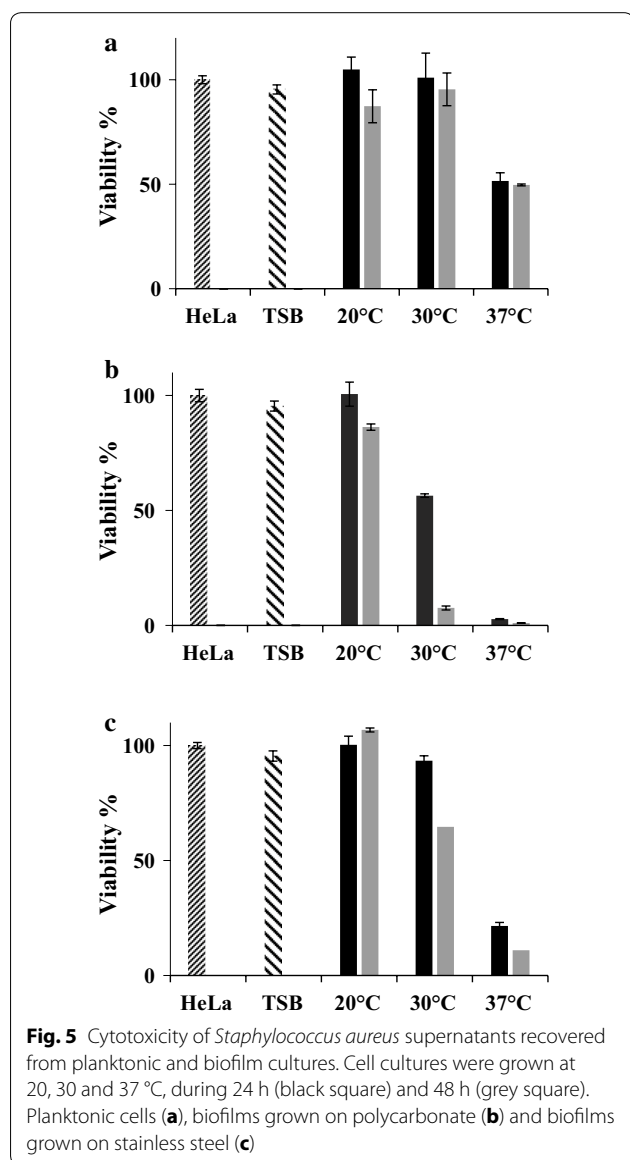 a
Viability %
100
50
0
HeLa TSB 20°C 30°C 37°C
b
Viability %
100
50
0
HeLa TSB 20°C 30°C 37°C
c
Viability %
100
50
0
HeLa TSB 20°C 30°C 37°C
Fig. 5 Cytotoxicity of Staphylococcus aureus supernatants recovered
from planktonic and biofilm cultures. Cell cultures were grown at
20, 30 and 37 °C, during 24 h (black square) and 48 h (grey square).
Planktonic cells (a), biofilms grown on polycarbonate (b) and biofilms
grown on stainless steel (c)